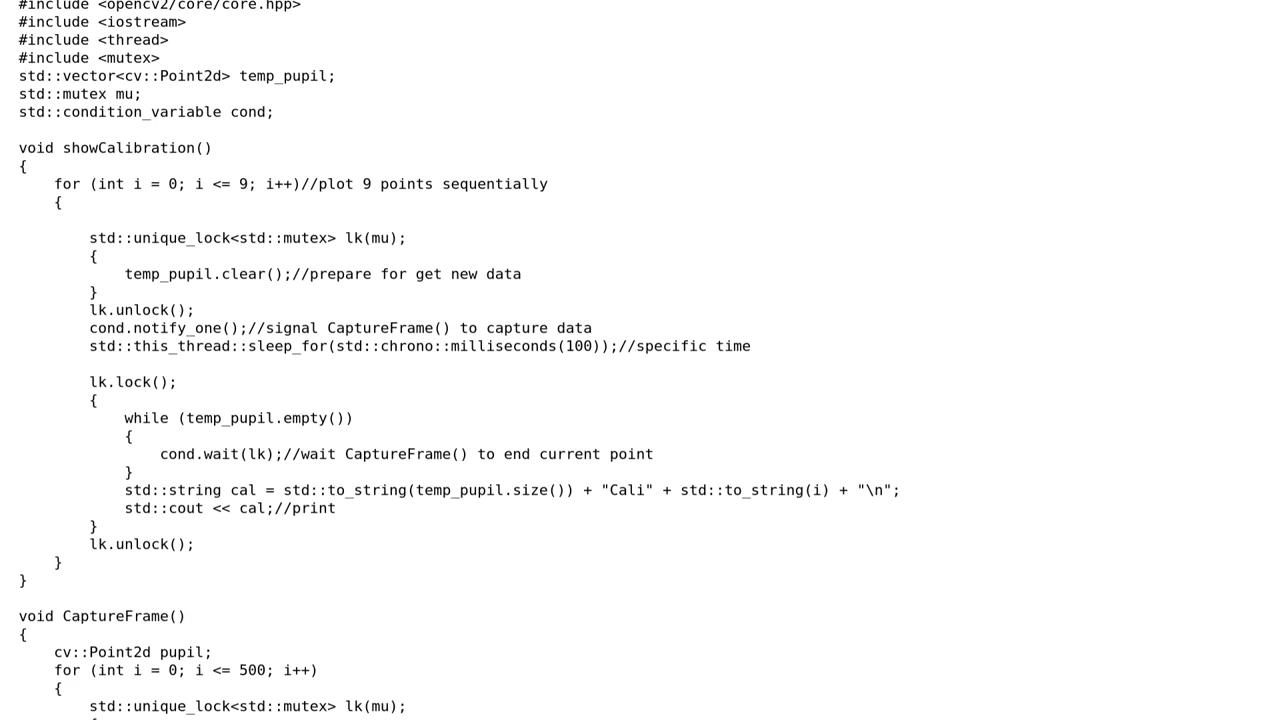 #include <opencv2/core/core.hpp>
#include <iostream>
#include <thread>
#include <mutex>
std::vector<cv::Point2d> temp_pupil;
std::mutex mu;
std::condition_variable cond;

void showCalibration()
{
    for (int i = 0; i <= 9; i++)//plot 9 points sequentially
    {

        std::unique_lock<std::mutex> lk(mu);
        {
            temp_pupil.clear();//prepare for get new data
        }
        lk.unlock();
        cond.notify_one();//signal CaptureFrame() to capture data
        std::this_thread::sleep_for(std::chrono::milliseconds(100));//specific time

        lk.lock();
        {
            while (temp_pupil.empty())
            {
                cond.wait(lk);//wait CaptureFrame() to end current point
            }
            std::string cal = std::to_string(temp_pupil.size()) + "Cali" + std::to_string(i) + "\n";
            std::cout << cal;//print
        }
        lk.unlock();
    }
}

void CaptureFrame()
{
    cv::Point2d pupil;
    for (int i = 0; i <= 500; i++)
    {
        std::unique_lock<std::mutex> lk(mu);
        {